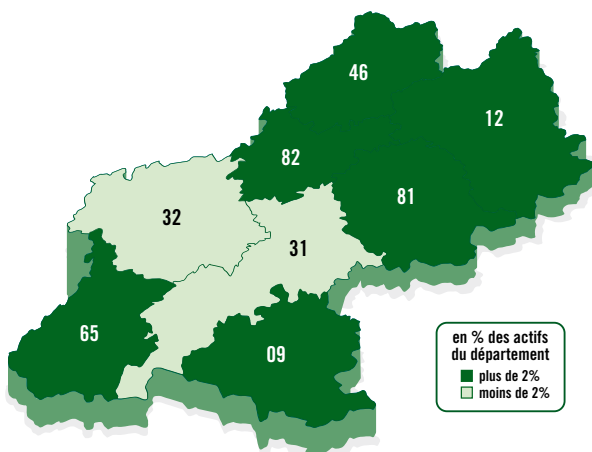 46
12
82
81
32
31
65
09
en % des actifs
du département
plus de 2%
moins de 2%